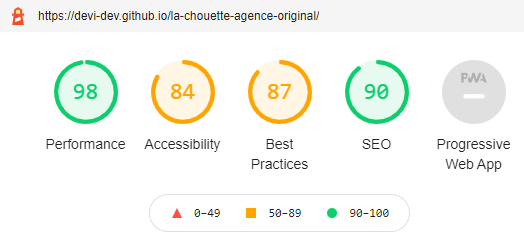 https://devi-dev.github.io/la-chouette-agence-original/
98 84 87 90 PWA
Performance Accessibility Best Practices SEO Progressive Web App
0–49 50–89 90–100